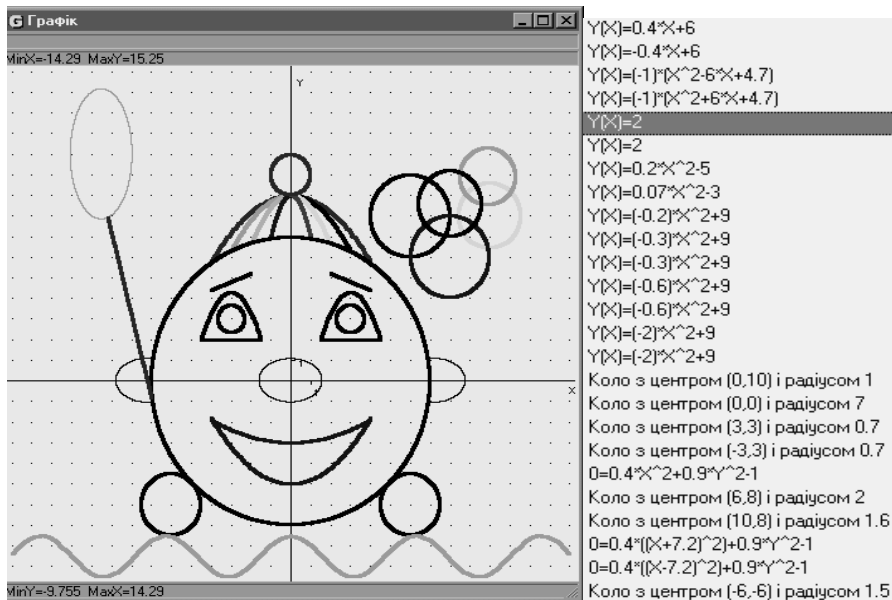 Графік
MinX=-14.29 MaxY=15.25
Y
1
X
MinY=-9.755 MaxX=14.29
Y(X)=0.4*X+6
Y(X)=-0.4*X+6
Y(X)=(-1)*(X^2-6*X+4.7)
Y(X)=(-1)*(X^2+6*X+4.7)
Y(X)=2
Y(X)=2
Y(X)=0.2*X^2-5
Y(X)=0.07*X^2-3
Y(X)=(-0.2)*X^2+9
Y(X)=(-0.3)*X^2+9
Y(X)=(-0.3)*X^2+9
Y(X)=(-0.6)*X^2+9
Y(X)=(-0.6)*X^2+9
Y(X)=(-2)*X^2+9
Y(X)=(-2)*X^2+9
Коло з центром (0,10) і радіусом 1
Коло з центром (0,0) і радіусом 7
Коло з центром (3,3) і радіусом 0.7
Коло з центром (-3,3) і радіусом 0.7
0=0.4*X^2+0.9*Y^2-1
Коло з центром (6,8) і радіусом 2
Коло з центром (10,8) і радіусом 1.6
0=0.4*((X+7.2)^2)+0.9*Y^2-1
0=0.4*((X-7.2)^2)+0.9*Y^2-1
Коло з центром (-6,-6) і радіусом 1.5